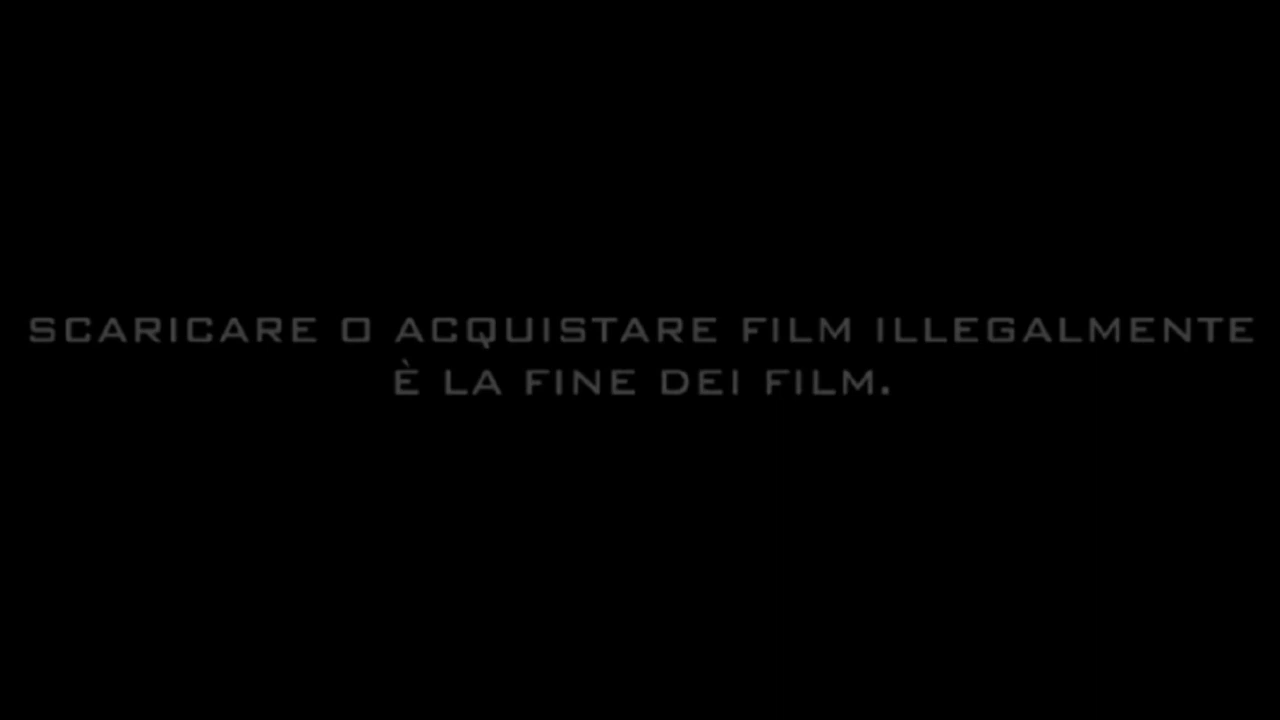 SCARICARE O ACQUISTARE FILM ILLEGALMENTE
È LA FINE DEI FILM.